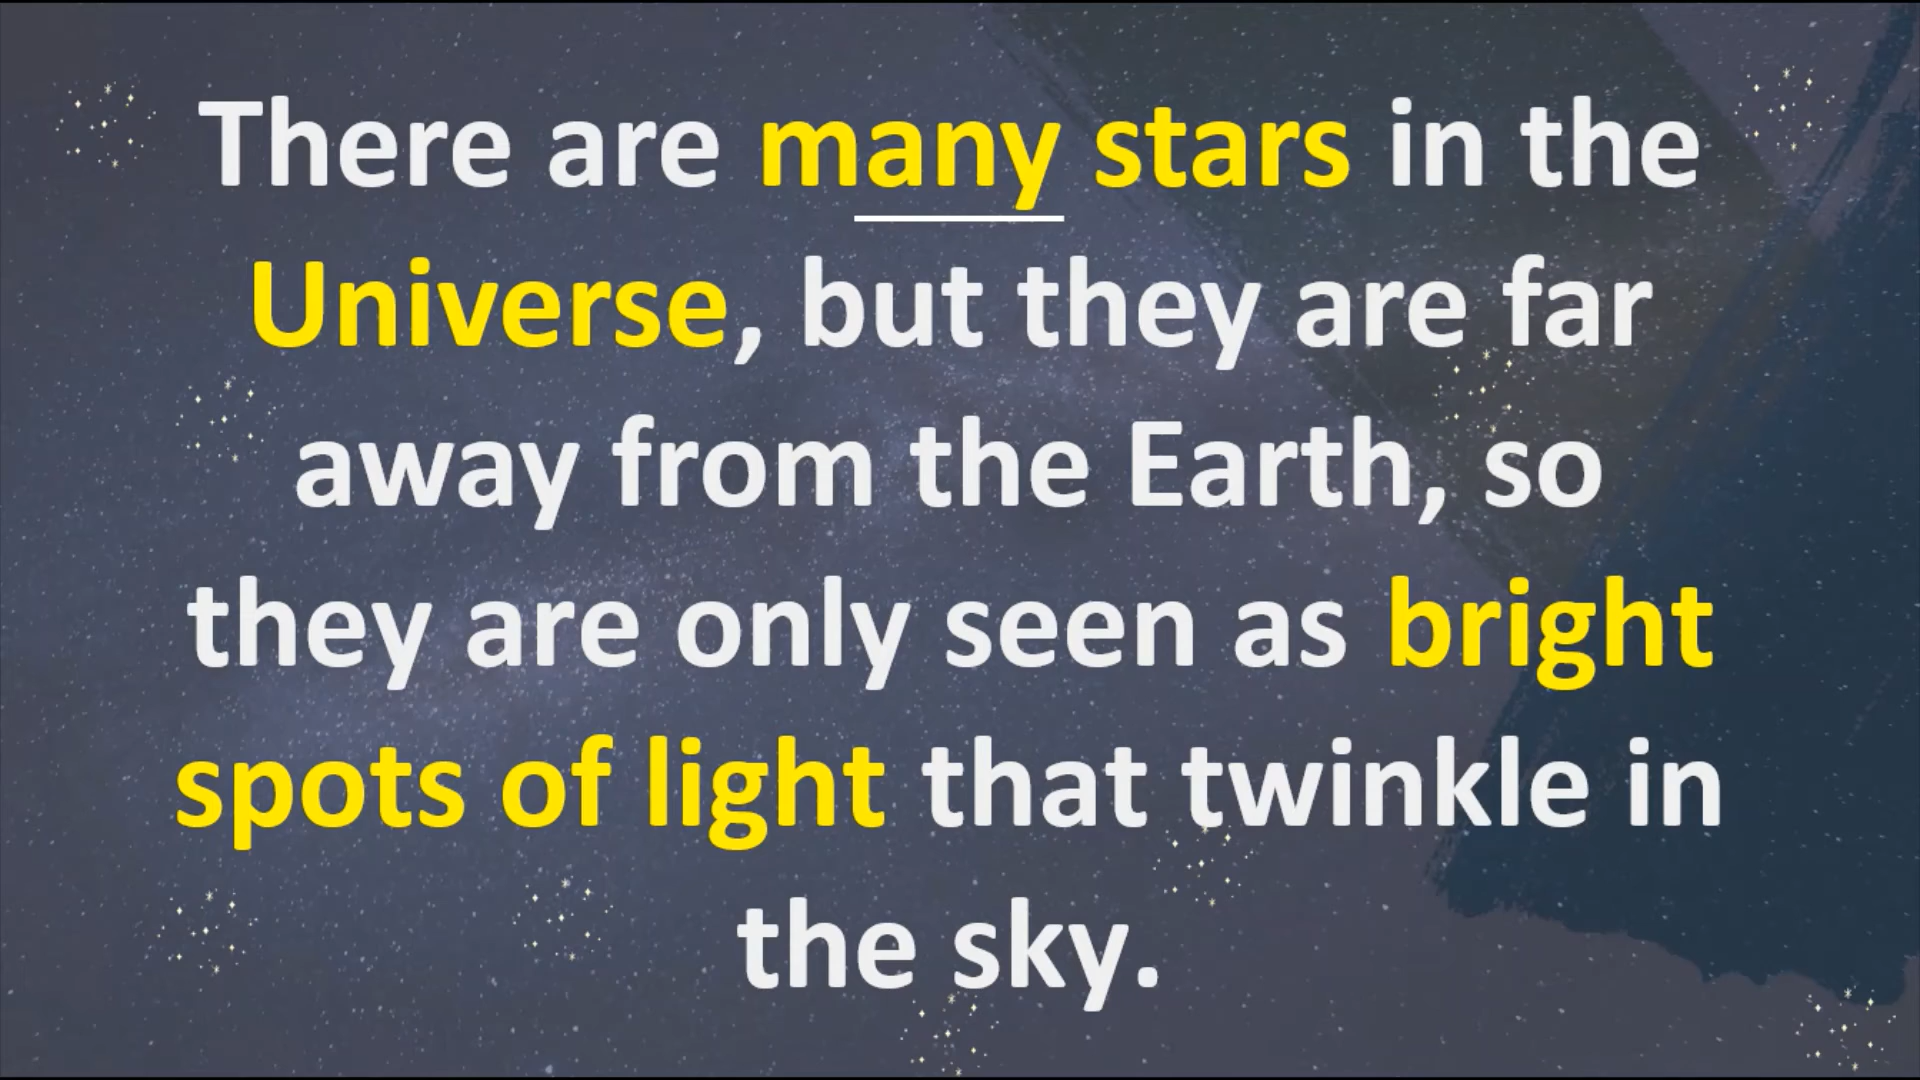 There are many stars in the
Universe, but they are far
away from the Earth, so
they are only seen as bright
spots of light that twinkle in
the sky.